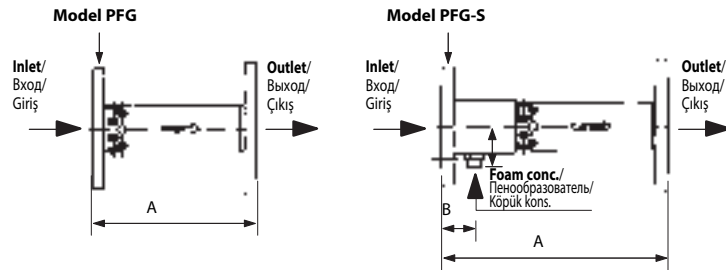 Model PFG
Inlet/
Вход/
Giriş
Outlet/
Выход/
Çıkış
A
Model PFG-S
Inlet/
Вход/
Giriş
Outlet/
Выход/
Çıkış
Foam conc./
Пенообразователь/
Köpük kons.
B
A